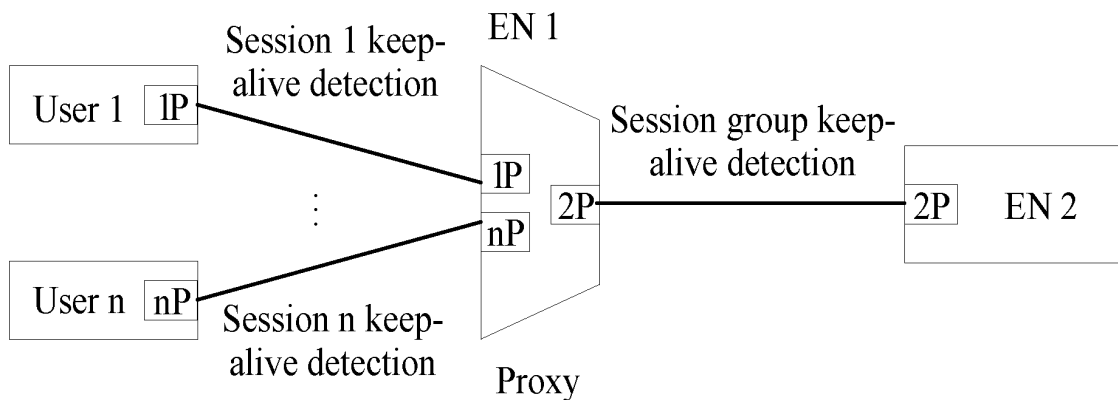 EN 1
Session 1 keep-
alive detection
User 1
1P
Session group keep-
alive detection
1P
2P
2P
EN 2
nP
User n
nP
Session n keep-
alive detection
Proxy